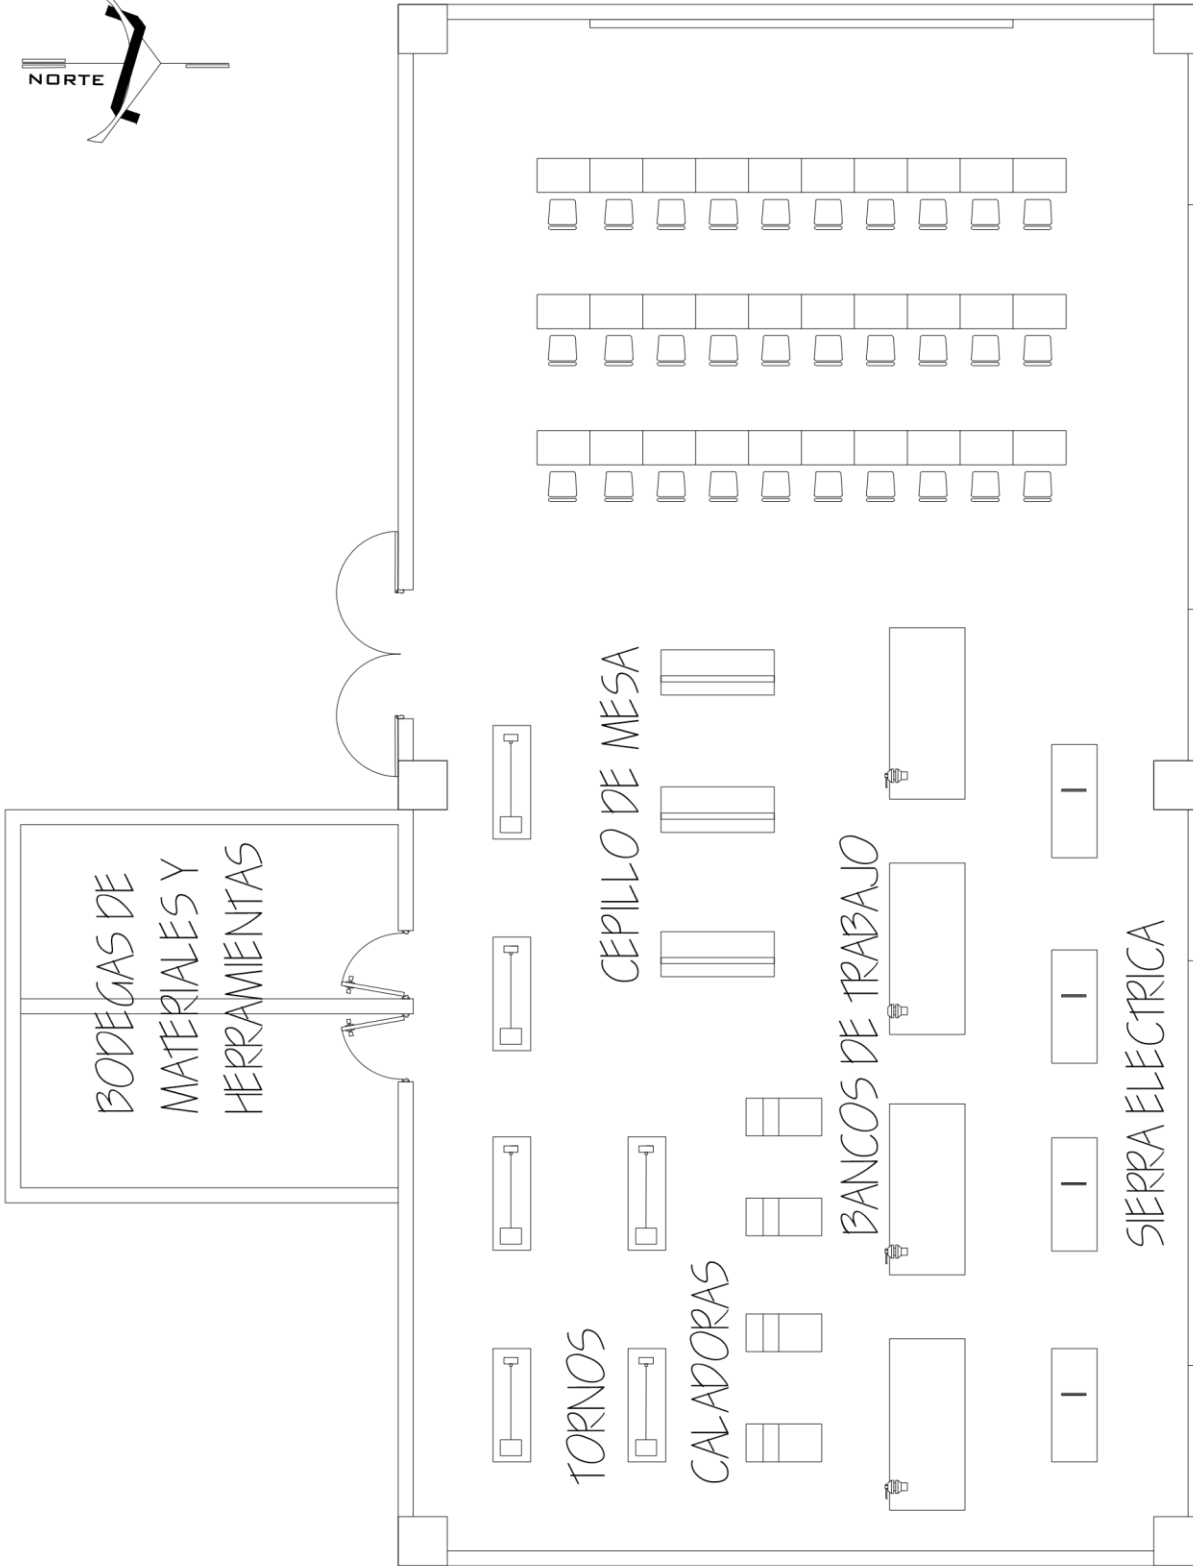 NORTE
BODEGAS DE
MATERIALES Y
HERRAMIENTAS
CEPILLO DE MESA
BANCOS DE TRABAJO
SIERRA ELECTRICA
TORNOS
CALADORAS